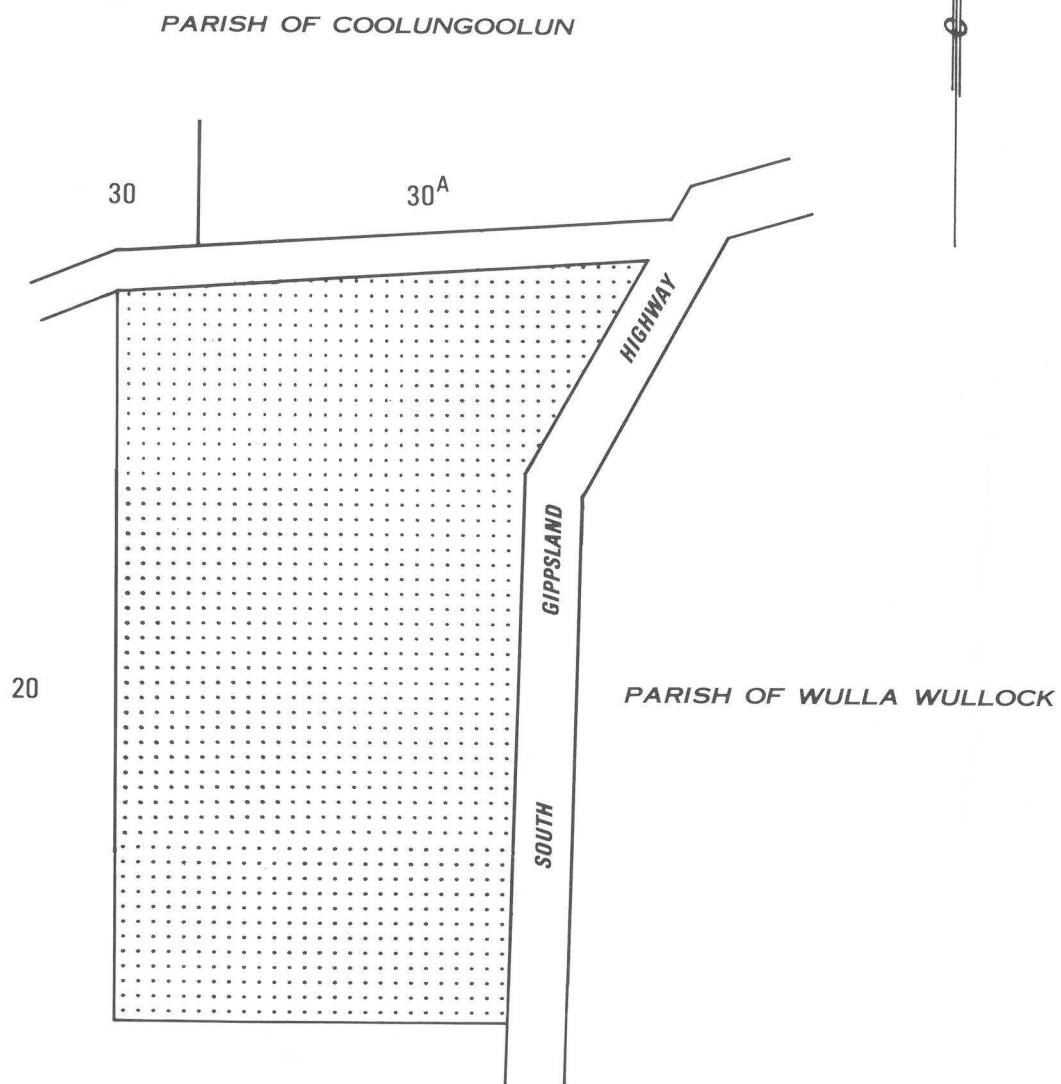 PARISH OF COOLUNGOOLUN
30
30A
HIGHWAY
GIPPSLAND
20
PARISH OF WULLA WULLOCK
SOUTH